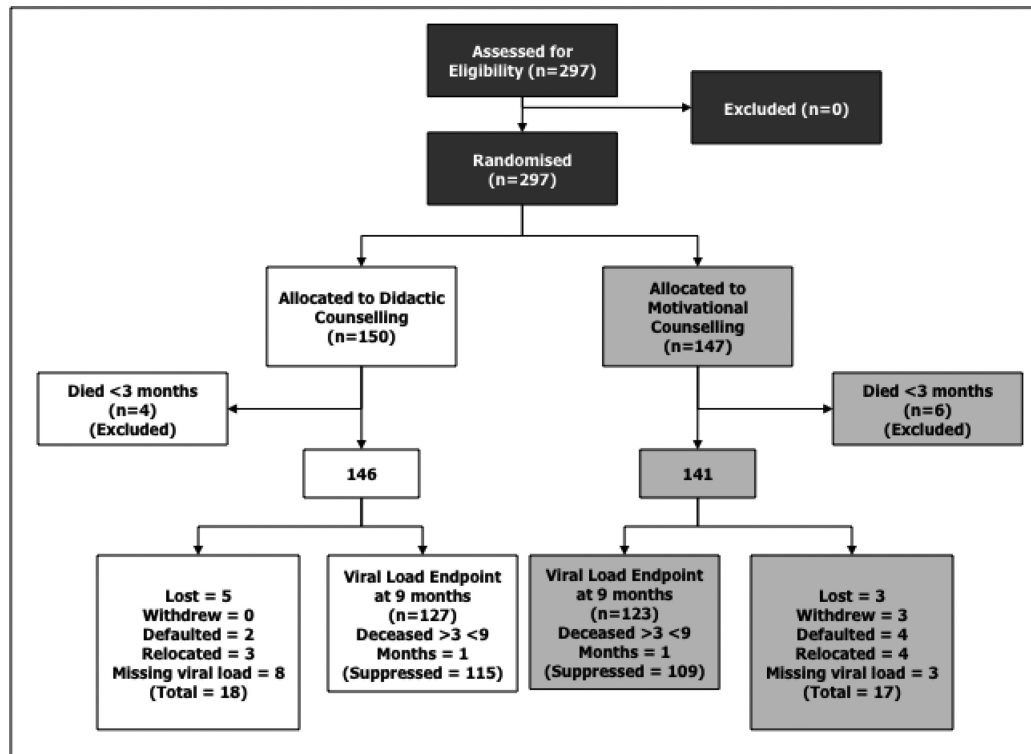 Assessed for
Eligibility (n=297)
Excluded (n=0)
Randomised
(n=297)
Allocated to Didactic
Counselling
(n=150)
Allocated to
Motivational
Counselling
(n=147)
Died <3 months
(n=4)
(Excluded)
Died <3 months
(n=6)
(Excluded)
146
141
Lost = 5
Withdrew = 0
Defaulted = 2
Relocated = 3
Missing viral load = 8
(Total = 18)
Viral Load Endpoint
at 9 months
(n=127)
Deceased >3 <9
Months = 1
(Suppressed = 115)
Viral Load Endpoint
at 9 months
(n=123)
Deceased >3 <9
Months = 1
(Suppressed = 109)
Lost = 3
Withdrew = 3
Defaulted = 4
Relocated = 4
Missing viral load = 3
(Total = 17)